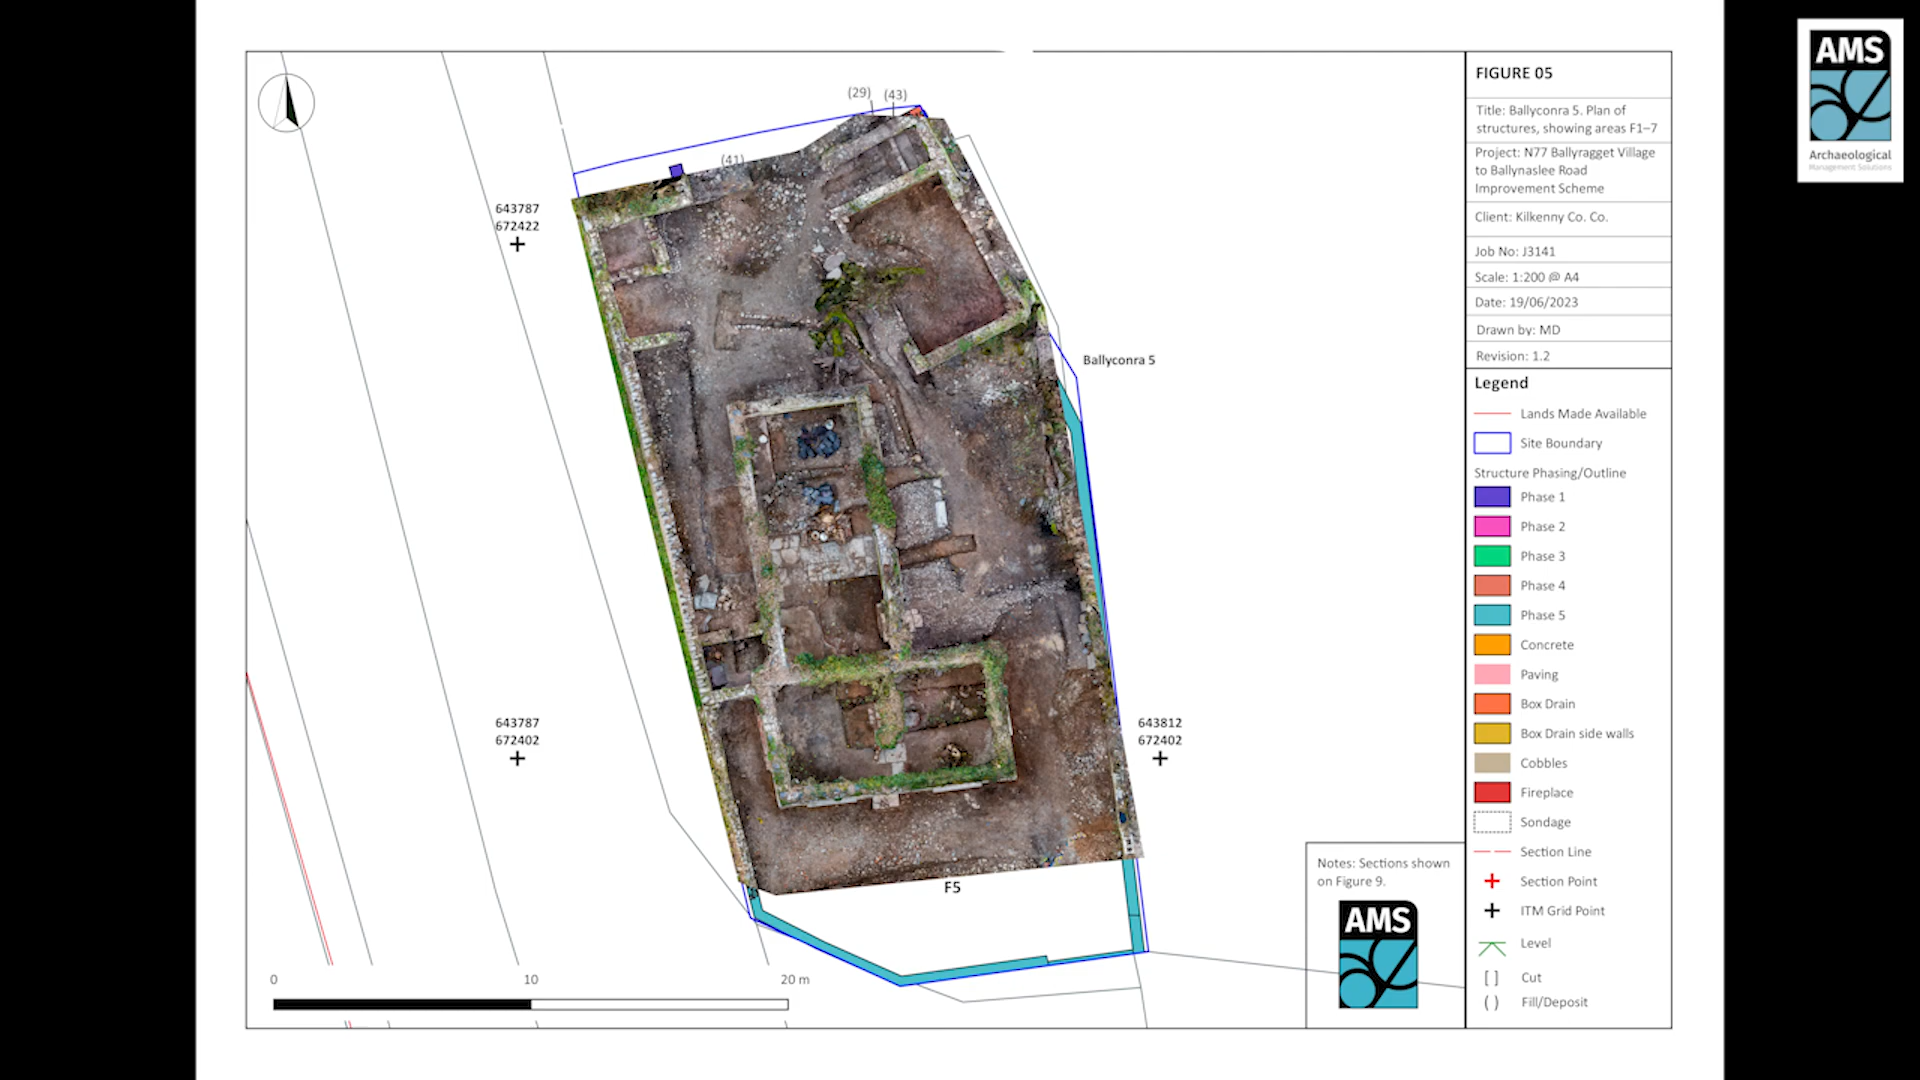 AMS
Archaeological
Management Solutions
FIGURE 05
Title: Ballyconra 5. Plan of
structures, showing areas F1–7
Project: N77 Ballyragget Village
to Ballynaslee Road
Improvement Scheme
Client: Kilkenny Co. Co.
Job No: J3141
Scale: 1:200 @ A4
Date: 19/06/2023
Drawn by: MD
Revision: 1.2
Legend
Lands Made Available
Site Boundary
Structure Phasing/Outline
Phase 1
Phase 2
Phase 3
Phase 4
Phase 5
Concrete
Paving
Box Drain
Box Drain side walls
Cobbles
Fireplace
Sondage
Section Line
Section Point
ITM Grid Point
Level
[ ] Cut
( ) Fill/Deposit
(29) (43)
(41)
643787
672422
Ballyconra 5
643787
672402
643812
672402
F5
Notes: Sections shown
on Figure 9.
AMS
0 10 20 m